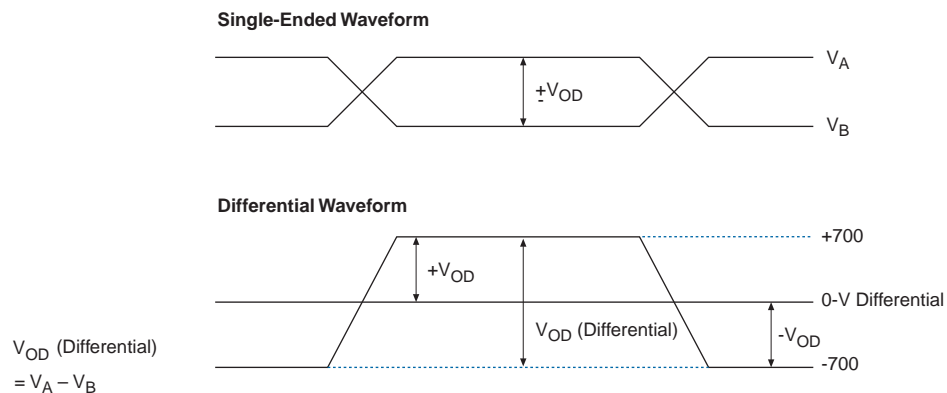 Single-Ended Waveform
V_A
±V_OD
V_B
Differential Waveform
+700
+V_OD
0-V Differential
V_OD (Differential)
-V_OD
-700
V_OD (Differential)
= V_A – V_B